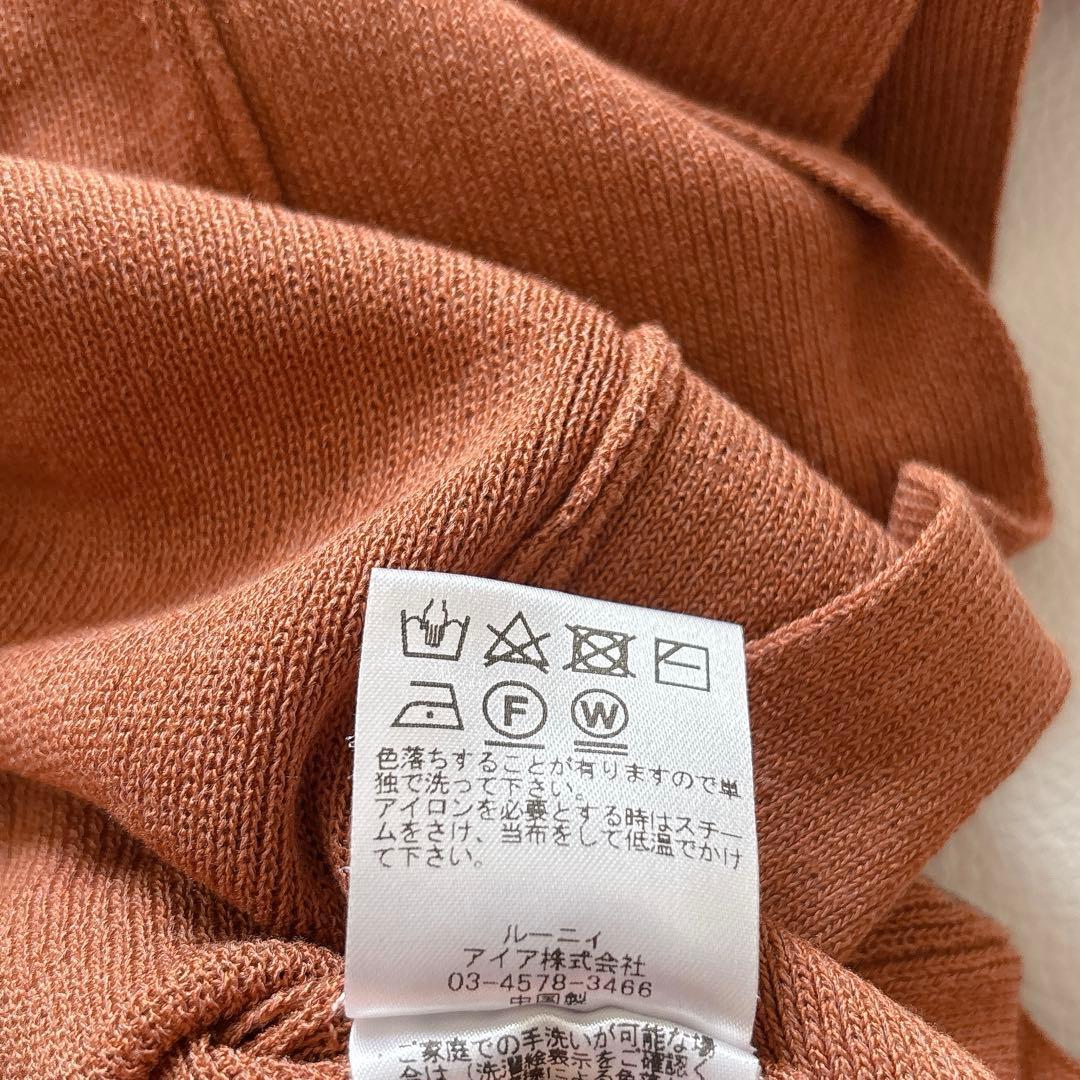 F W
色落ちすることが有りますので単
独で洗って下さい。
アイロンを必要とする時はスチー
ムをさけ、当布をして低温でかけ
て下さい。
ルーニィ
アイア株式会社
03-4578-3466
中国製
ご家庭での手洗いが可能な場
合は（洗濯絵表示をご確認く